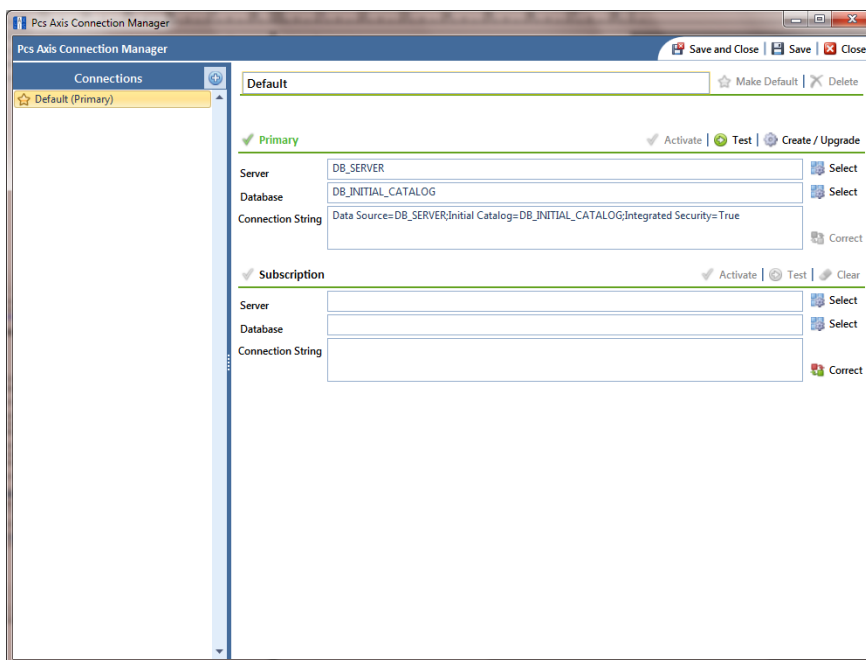 Pcs Axis Connection Manager
Pcs Axis Connection Manager
Save and Close | Save | Close
Connections
Default (Primary)
Default
Make Default | Delete
Primary
Activate | Test | Create / Upgrade
Server
DB_SERVER
Select
Database
DB_INITIAL_CATALOG
Select
Connection String
Data Source=DB_SERVER;Initial Catalog=DB_INITIAL_CATALOG;Integrated Security=True
Correct
Subscription
Activate | Test | Clear
Server
Select
Database
Select
Connection String
Correct